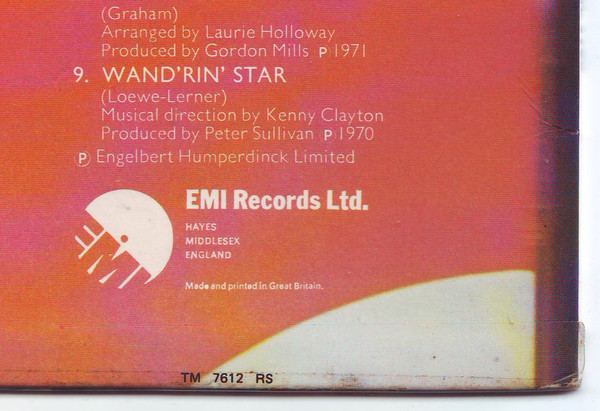 (Graham)
Arranged by Laurie Holloway
Produced by Gordon Mills ℗ 1971
9. WAND'RIN' STAR
(Loewe-Lerner)
Musical direction by Kenny Clayton
Produced by Peter Sullivan ℗ 1970
℗ Engelbert Humperdinck Limited
EMI
EMI Records Ltd.
HAYES
MIDDLESEX
ENGLAND
Made and printed in Great Britain.
TM 7612 RS